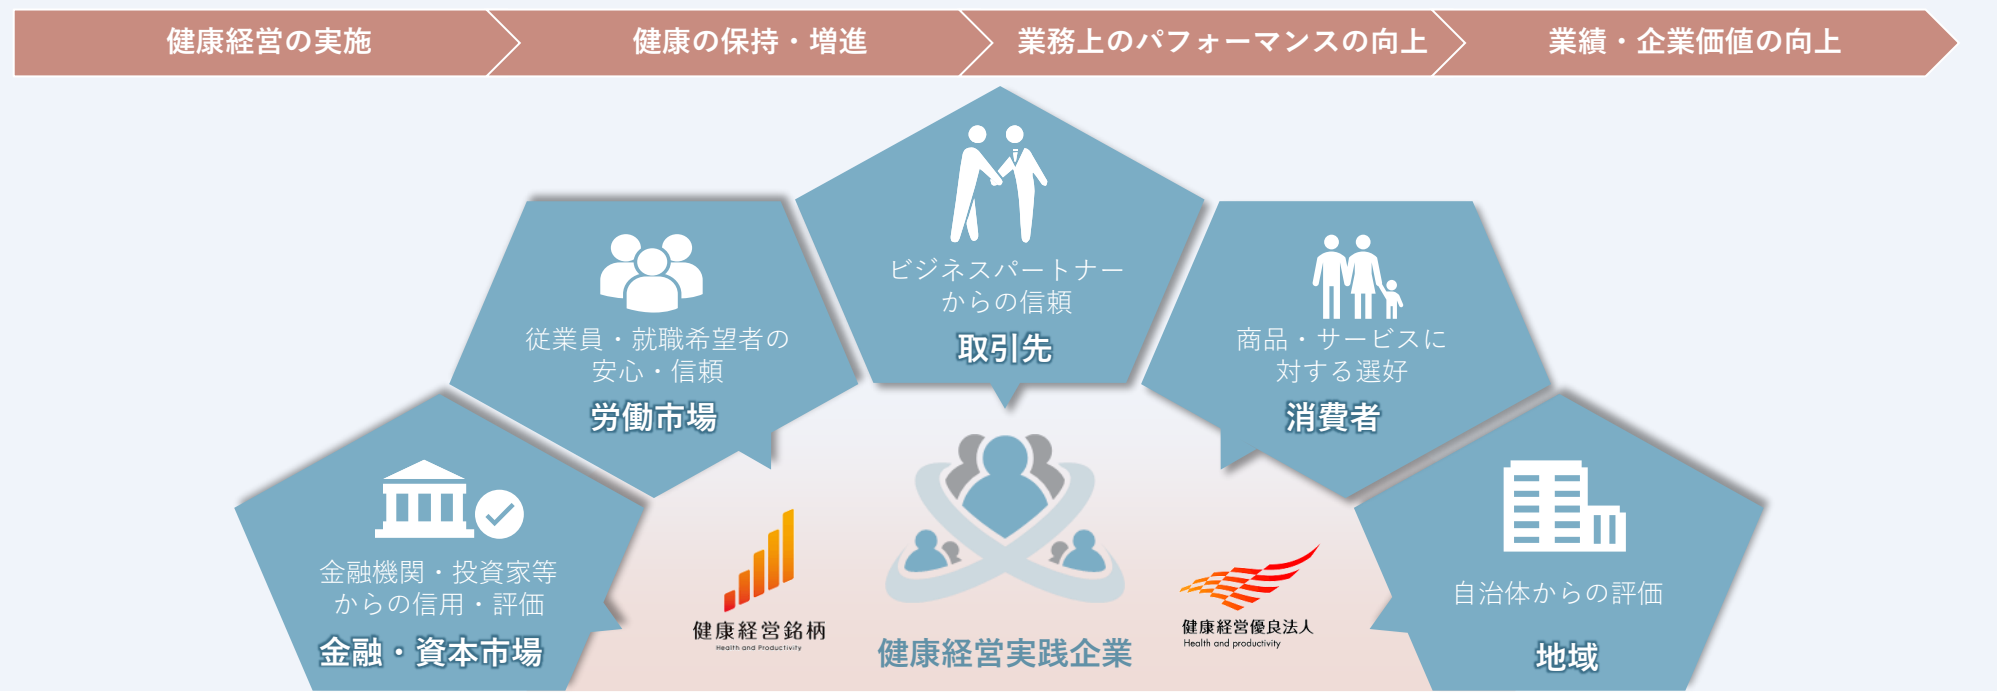 健康経営の実施
健康の保持・増進
業務上のパフォーマンスの向上
業績・企業価値の向上
ビジネスパートナー
からの信頼
取引先
従業員・就職希望者の
安心・信頼
労働市場
商品・サービスに
対する選好
消費者
金融機関・投資家等
からの信用・評価
金融・資本市場
自治体からの評価
地域
健康経営銘柄
Health and Productivity
健康経営実践企業
健康経営優良法人
Health and productivity